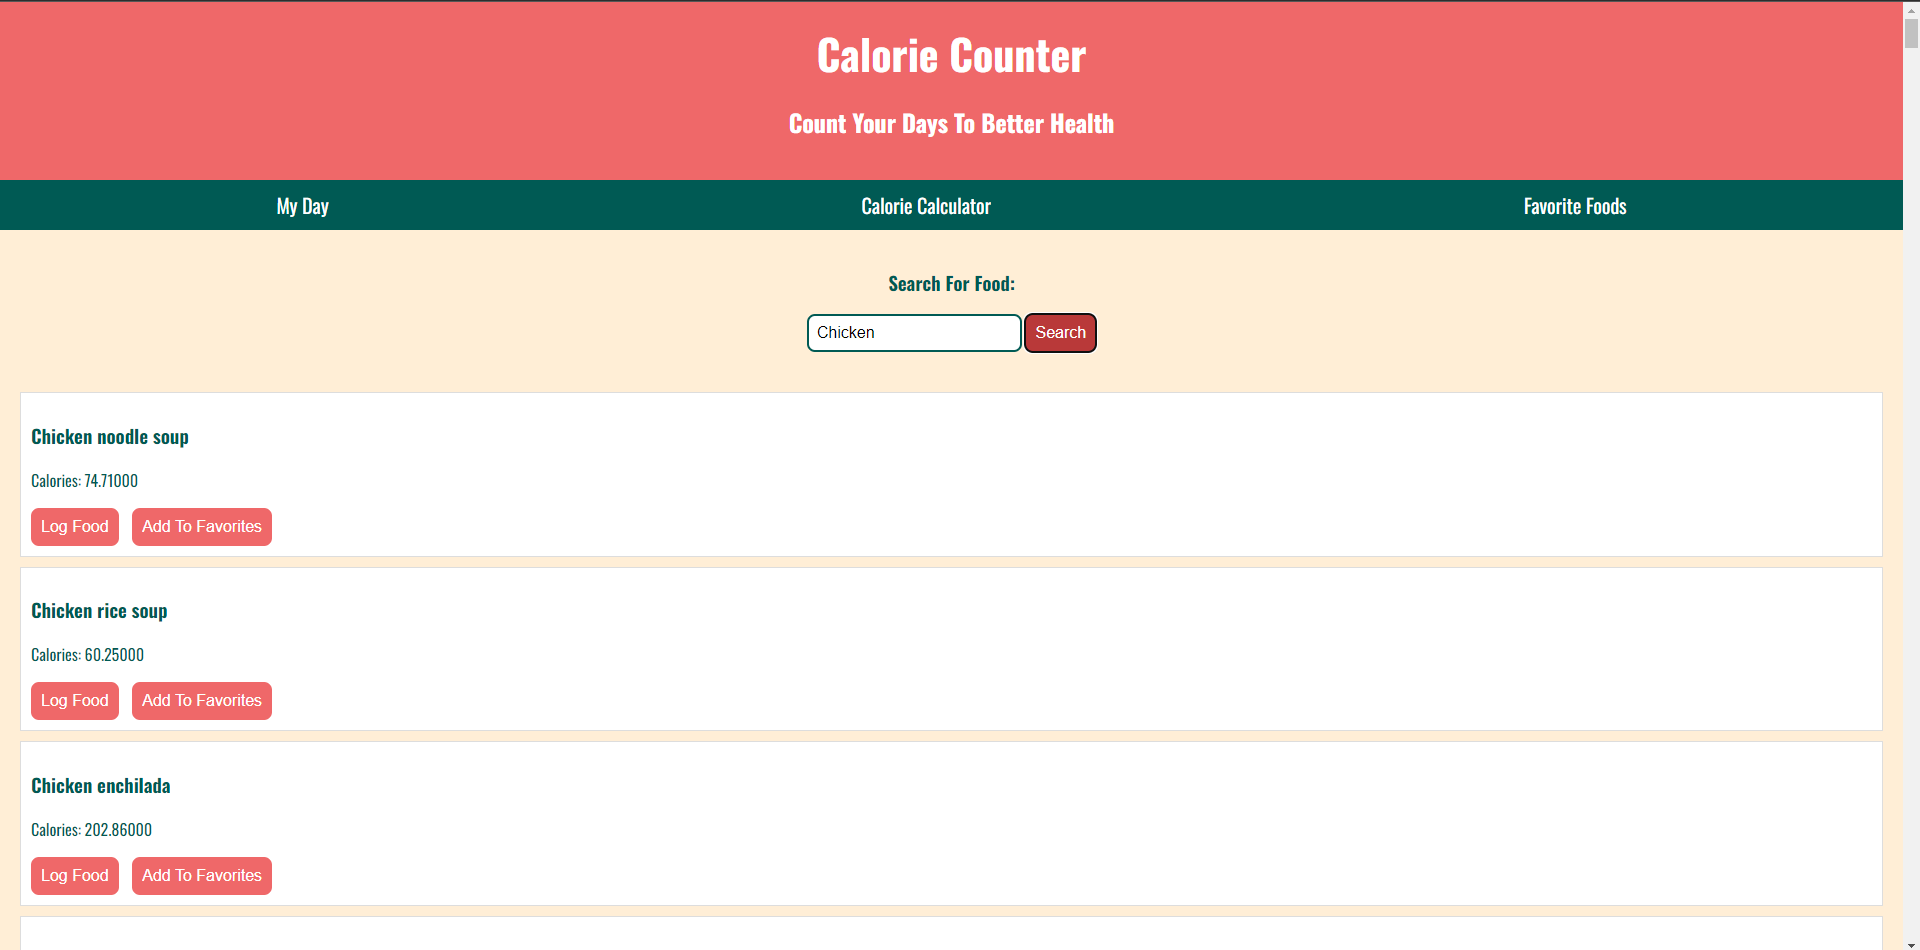 Calorie Counter
Count Your Days To Better Health
My Day Calorie Calculator Favorite Foods
Search For Food:
Chicken Search
Chicken noodle soup
Calories: 74.71000
Log Food Add To Favorites
Chicken rice soup
Calories: 60.25000
Log Food Add To Favorites
Chicken enchilada
Calories: 202.86000
Log Food Add To Favorites